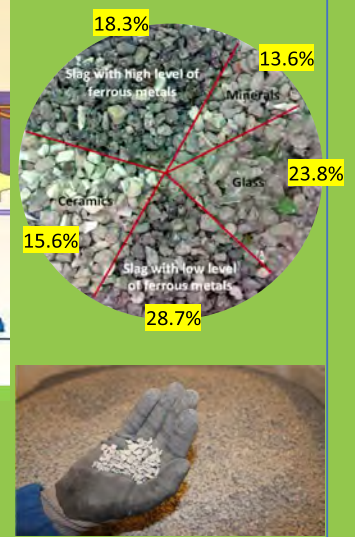 18.3%
13.6%
Slag with high level of
ferrous metals
Minerals
23.8%
Glass
Ceramics
15.6%
Slag with low level
of ferrous metals
28.7%